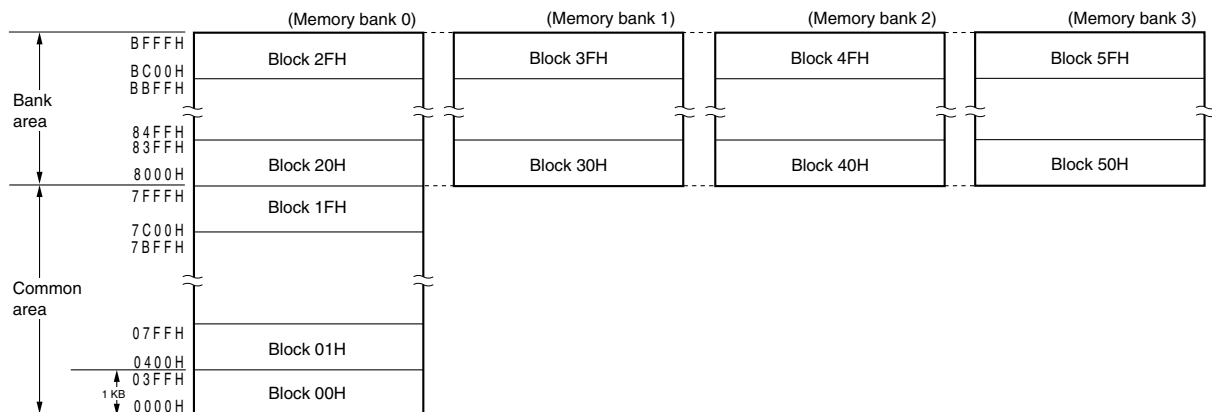 (Memory bank 0) (Memory bank 1) (Memory bank 2) (Memory bank 3)
BFFFH
Block 2FH Block 3FH Block 4FH Block 5FH
BC00H
BBFFH
Bank
area
84FFH
83FFH
Block 20H Block 30H Block 40H Block 50H
8000H
7FFFH
Block 1FH
7C00H
7BFFH
Common
area
07FFH
Block 01H
0400H
03FFH
1 KB
Block 00H
0000H